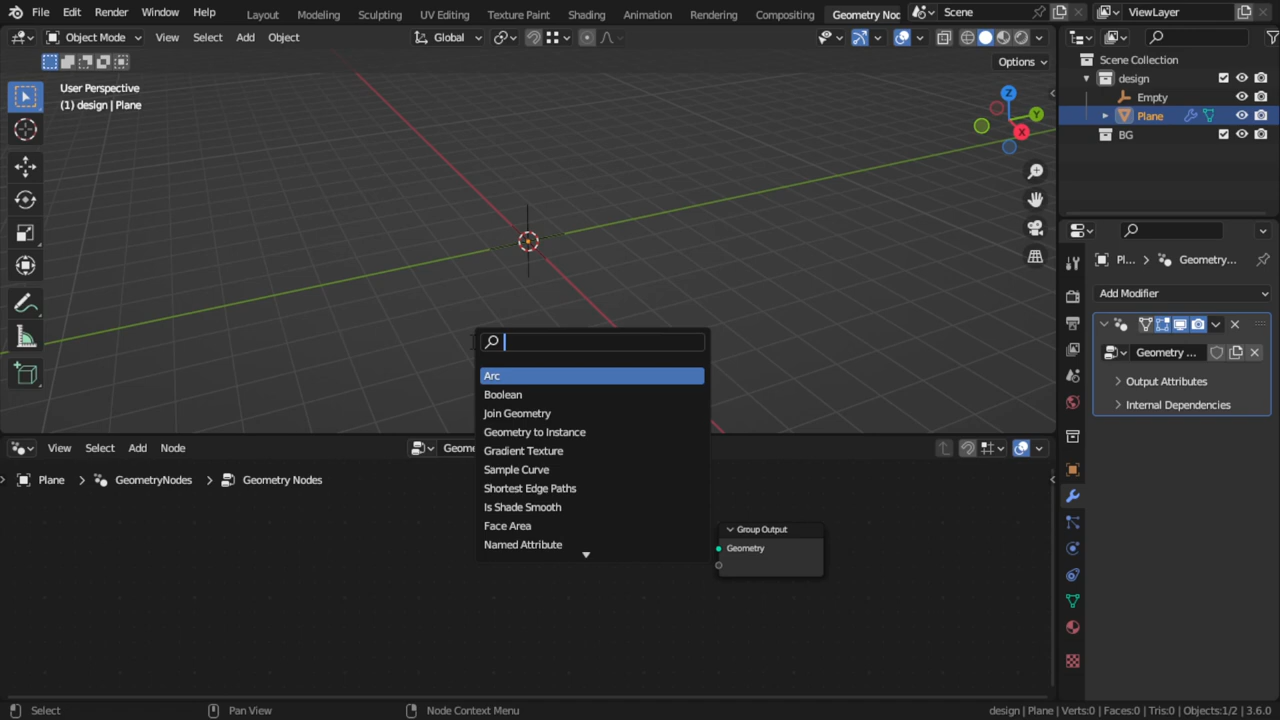 File Edit Render Window Help Layout Modeling Sculpting UV Editing Texture Paint Shading Animation Rendering Compositing Geometry Noc Scene ViewLayer
Object Mode View Select Add Object Global
Options
User Perspective
(1) design | Plane
Z
Y
X
Scene Collection
design
Empty
Plane
BG
Pl... Geometry...
Add Modifier
Geometry ...
Output Attributes
Internal Dependencies
Arc
Boolean
Join Geometry
Geometry to Instance
Gradient Texture
Sample Curve
Shortest Edge Paths
Is Shade Smooth
Face Area
Named Attribute
View Select Add Node Geome
Plane GeometryNodes Geometry Nodes
Group Output
Geometry
Select Pan View Node Context Menu design | Plane | Verts:0 | Faces:0 | Tris:0 | Objects:1/2 | 3.6.0